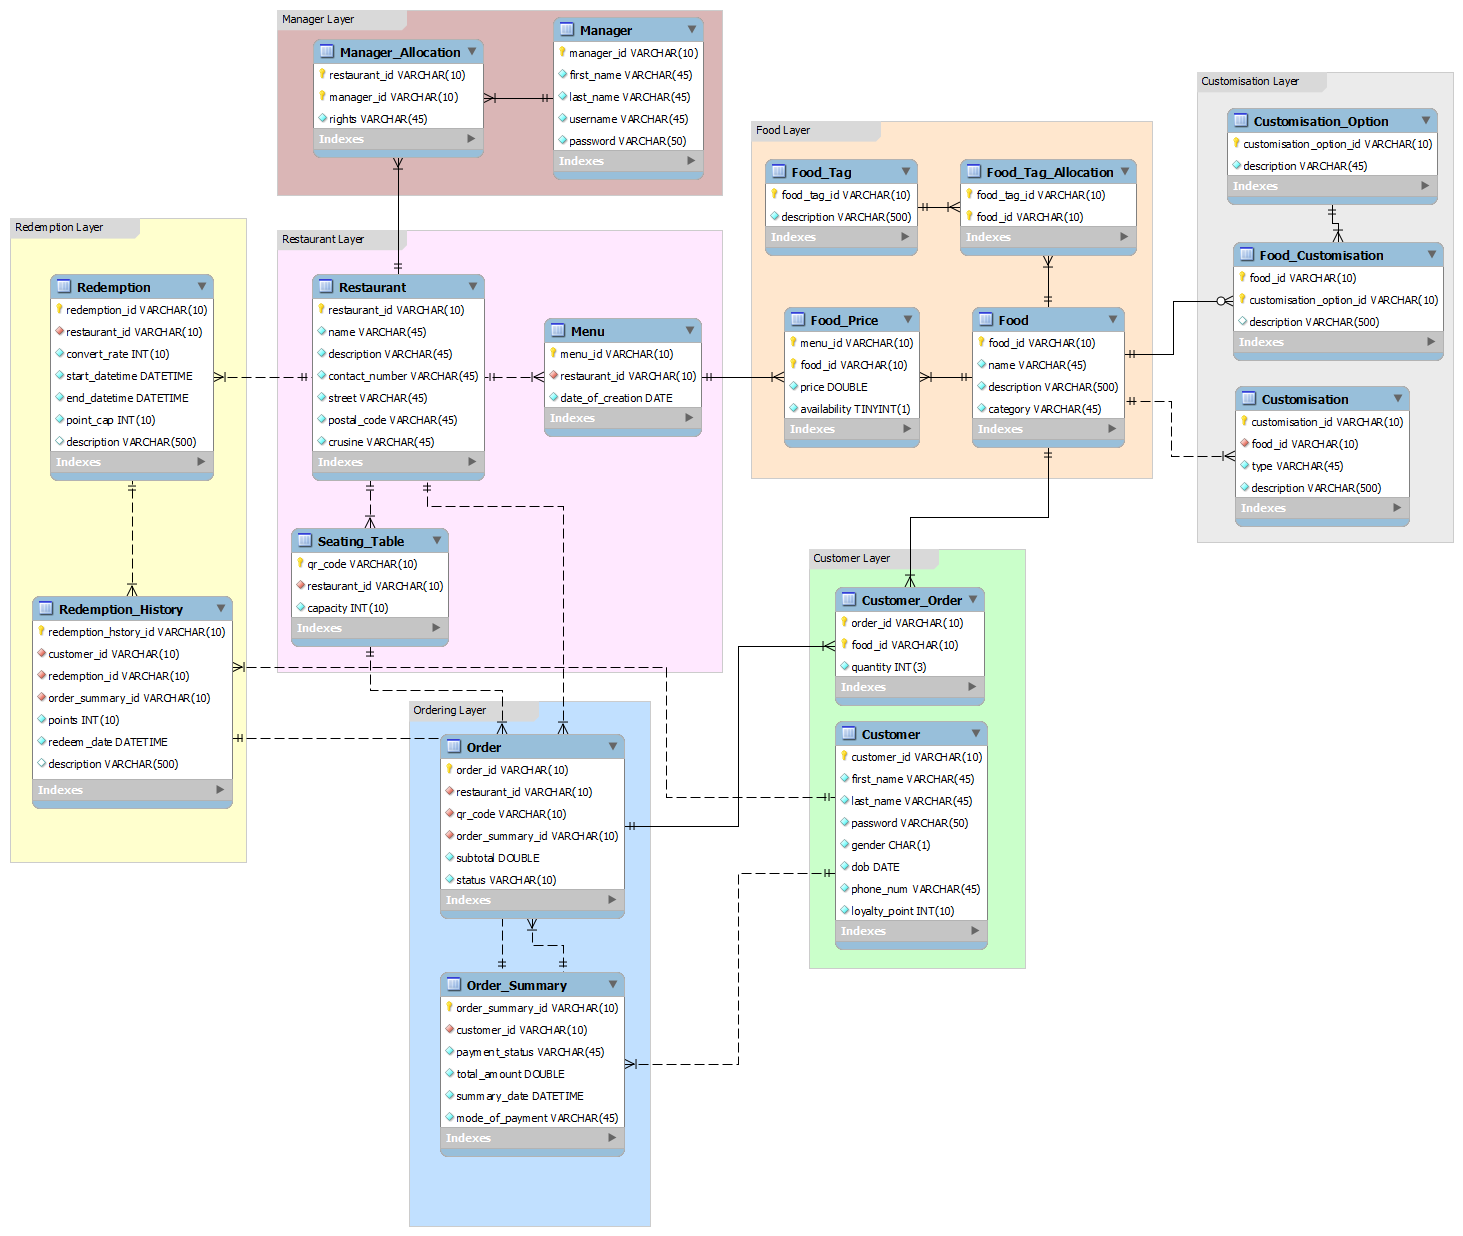 Manager Layer
Manager_Allocation
restaurant_id VARCHAR(10)
manager_id VARCHAR(10)
rights VARCHAR(45)
Indexes
Manager
manager_id VARCHAR(10)
first_name VARCHAR(45)
last_name VARCHAR(45)
username VARCHAR(45)
password VARCHAR(50)
Indexes
Customisation Layer
Customisation_Option
customisation_option_id VARCHAR(10)
description VARCHAR(45)
Indexes
Food_Customisation
food_id VARCHAR(10)
customisation_option_id VARCHAR(10)
description VARCHAR(500)
Indexes
Customisation
customisation_id VARCHAR(10)
food_id VARCHAR(10)
type VARCHAR(45)
description VARCHAR(500)
Indexes
Food Layer
Food_Tag
food_tag_id VARCHAR(10)
description VARCHAR(500)
Indexes
Food_Tag_Allocation
food_tag_id VARCHAR(10)
food_id VARCHAR(10)
Indexes
Food_Price
menu_id VARCHAR(10)
food_id VARCHAR(10)
price DOUBLE
availability TINYINT(1)
Indexes
Food
food_id VARCHAR(10)
name VARCHAR(45)
description VARCHAR(500)
category VARCHAR(45)
Indexes
Redemption Layer
Redemption
redemption_id VARCHAR(10)
restaurant_id VARCHAR(10)
convert_rate INT(10)
start_datetime DATETIME
end_datetime DATETIME
point_cap INT(10)
description VARCHAR(500)
Indexes
Redemption_History
redemption_hstory_id VARCHAR(10)
customer_id VARCHAR(10)
redemption_id VARCHAR(10)
order_summary_id VARCHAR(10)
points INT(10)
redeem_date DATETIME
description VARCHAR(500)
Indexes
Restaurant Layer
Restaurant
restaurant_id VARCHAR(10)
name VARCHAR(45)
description VARCHAR(45)
contact_number VARCHAR(45)
street VARCHAR(45)
postal_code VARCHAR(45)
crusine VARCHAR(45)
Indexes
Menu
menu_id VARCHAR(10)
restaurant_id VARCHAR(10)
date_of_creation DATE
Indexes
Seating_Table
qr_code VARCHAR(10)
restaurant_id VARCHAR(10)
capacity INT(10)
Indexes
Customer Layer
Customer_Order
order_id VARCHAR(10)
food_id VARCHAR(10)
quantity INT(3)
Indexes
Customer
customer_id VARCHAR(10)
first_name VARCHAR(45)
last_name VARCHAR(45)
password VARCHAR(50)
gender CHAR(1)
dob DATE
phone_num VARCHAR(45)
loyalty_point INT(10)
Indexes
Ordering Layer
Order
order_id VARCHAR(10)
restaurant_id VARCHAR(10)
qr_code VARCHAR(10)
order_summary_id VARCHAR(10)
subtotal DOUBLE
status VARCHAR(10)
Indexes
Order_Summary
order_summary_id VARCHAR(10)
customer_id VARCHAR(10)
payment_status VARCHAR(45)
total_amount DOUBLE
summary_date DATETIME
mode_of_payment VARCHAR(45)
Indexes